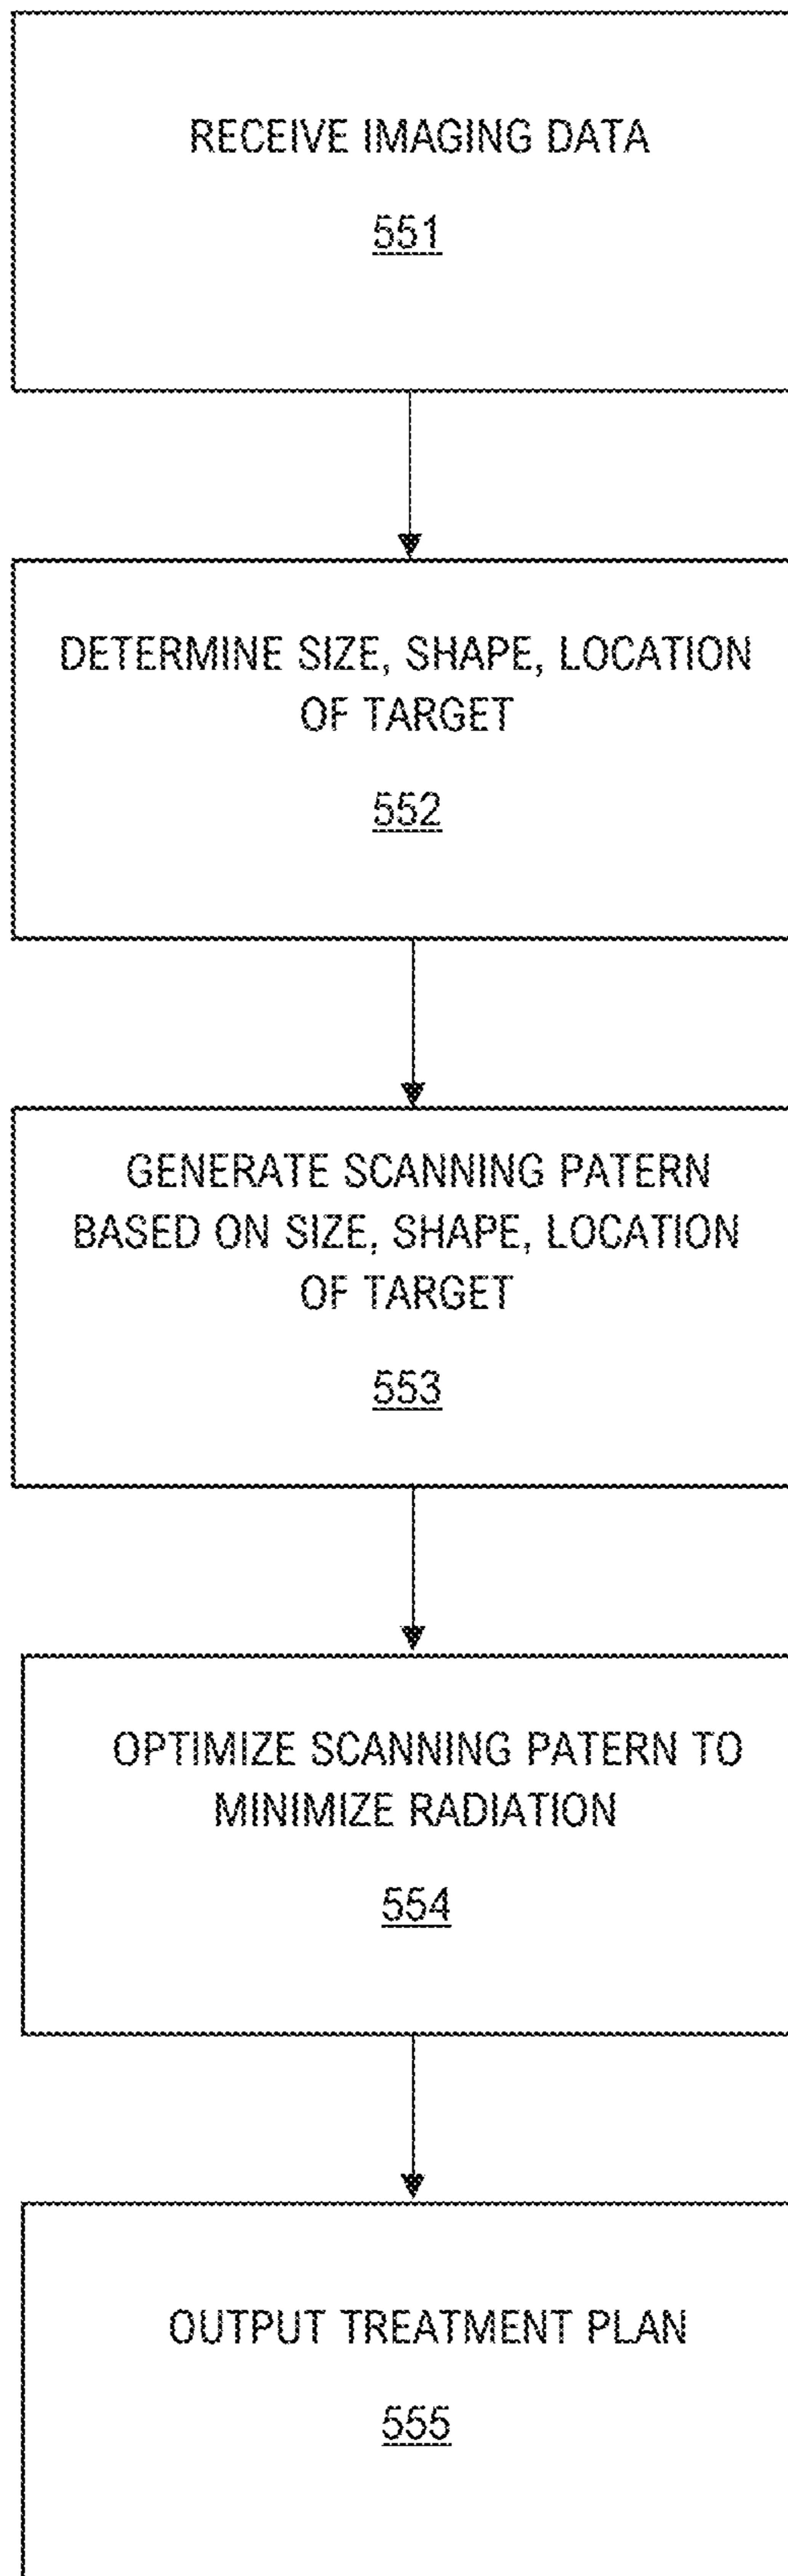 RECEIVE IMAGING DATA
551
DETERMINE SIZE, SHAPE, LOCATION
OF TARGET
552
GENERATE SCANNING PATERN
BASED ON SIZE, SHAPE, LOCATION
OF TARGET
553
OPTIMIZE SCANNING PATERN TO
MINIMIZE RADIATION
554
OUTPUT TREATMENT PLAN
555